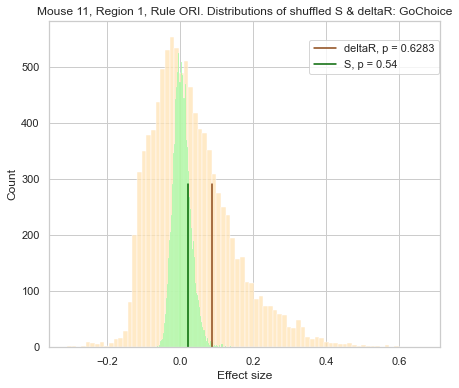 Mouse 11, Region 1, Rule ORI. Distributions of shuffled S & deltaR: GoChoice
deltaR, p = 0.6283
S, p = 0.54
500
400
300
200
100
0
Count
−0.2 0.0 0.2 0.4 0.6
Effect size